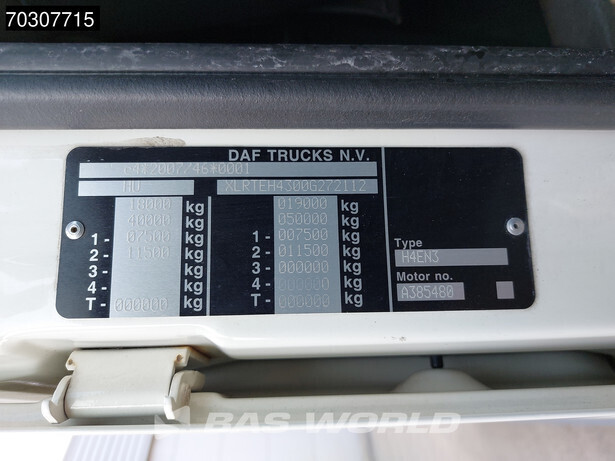 70307715
DAF TRUCKS N.V.
e4*2007/46*0001
NO XLRTEH4300G272112
18000 kg 019000 kg
40000 kg 050000 kg
1 - 07500 kg 1 - 007500 kg
2 - 11500 kg 2 - 011500 kg
3 - kg 3 - 000000 kg
4 - kg 4 - 000000 kg
T - 000000 kg T - 000000 kg
Type
H4EN3
Motor no.
A385480
BAS WORLD